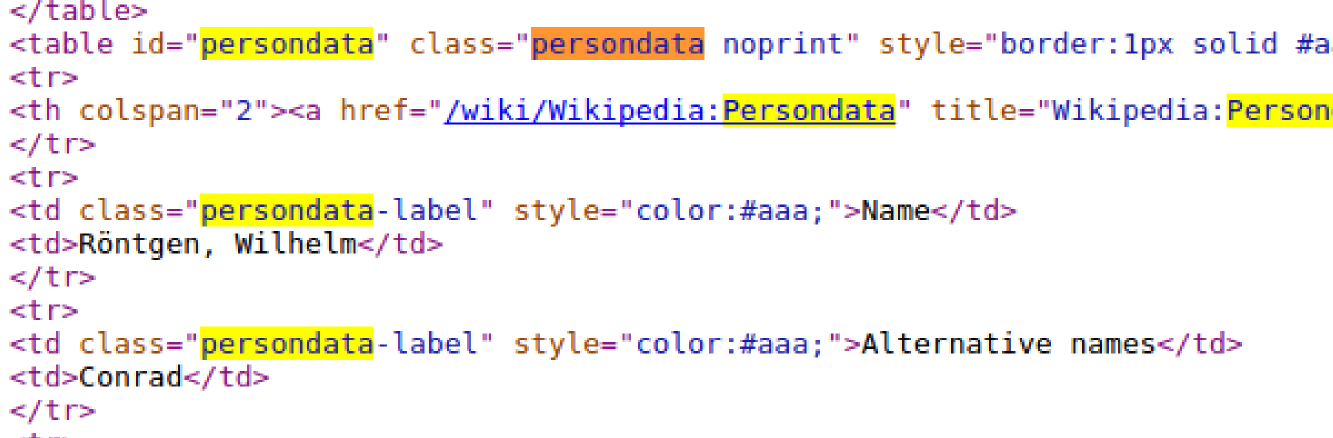 </table>
<table id="persondata" class="persondata noprint" style="border:1px solid #aa
<tr>
<th colspan="2"><a href="/wiki/Wikipedia:Persondata" title="Wikipedia:Person
</tr>
<tr>
<td class="persondata-label" style="color:#aaa;">Name</td>
<td>Röntgen, Wilhelm</td>
</tr>
<tr>
<td class="persondata-label" style="color:#aaa;">Alternative names</td>
<td>Conrad</td>
</tr>